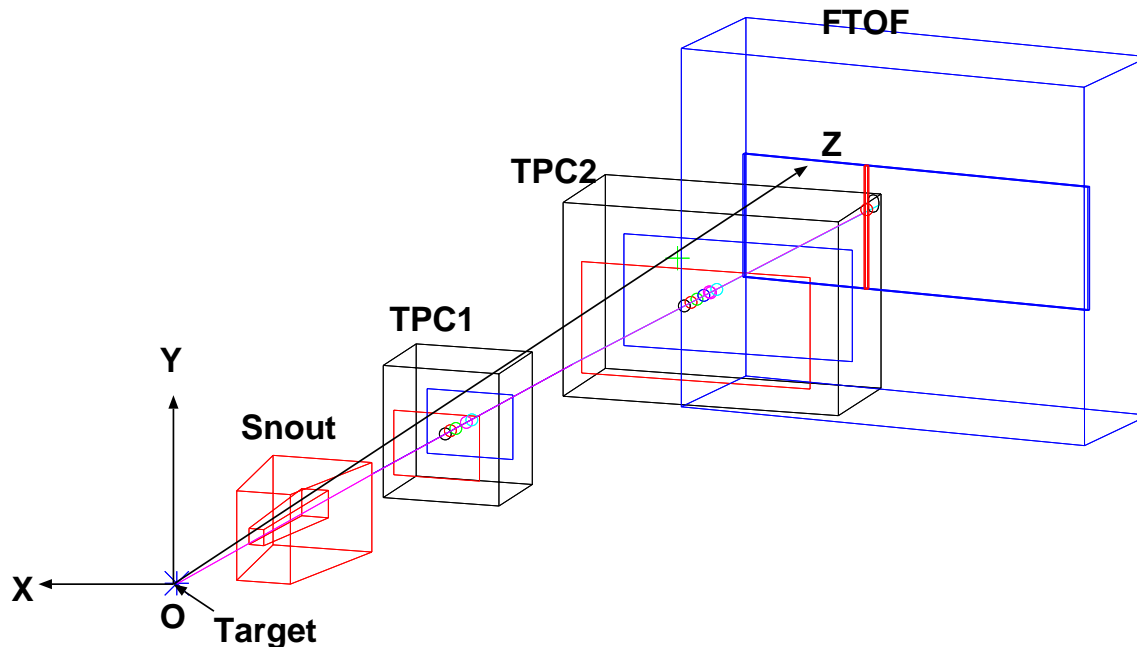 FTOF
Z
TPC2
TPC1
Y
Snout
X
O
Target